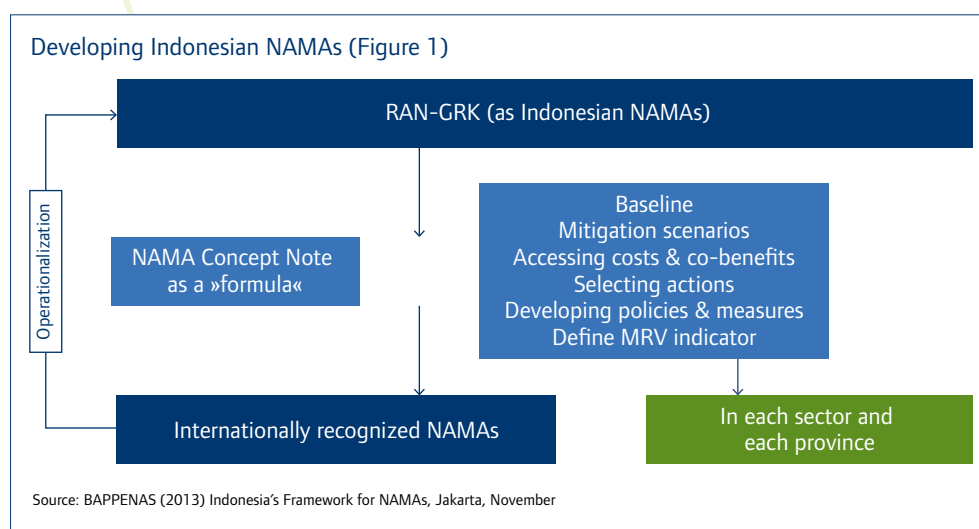 Developing Indonesian NAMAs (Figure 1)
RAN-GRK (as Indonesian NAMAs)
Operationalization
NAMA Concept Note
as a »formula«
Baseline
Mitigation scenarios
Accessing costs & co-benefits
Selecting actions
Developing policies & measures
Define MRV indicator
Internationally recognized NAMAs
In each sector and
each province
Source: BAPPENAS (2013) Indonesia's Framework for NAMAs, Jakarta, November